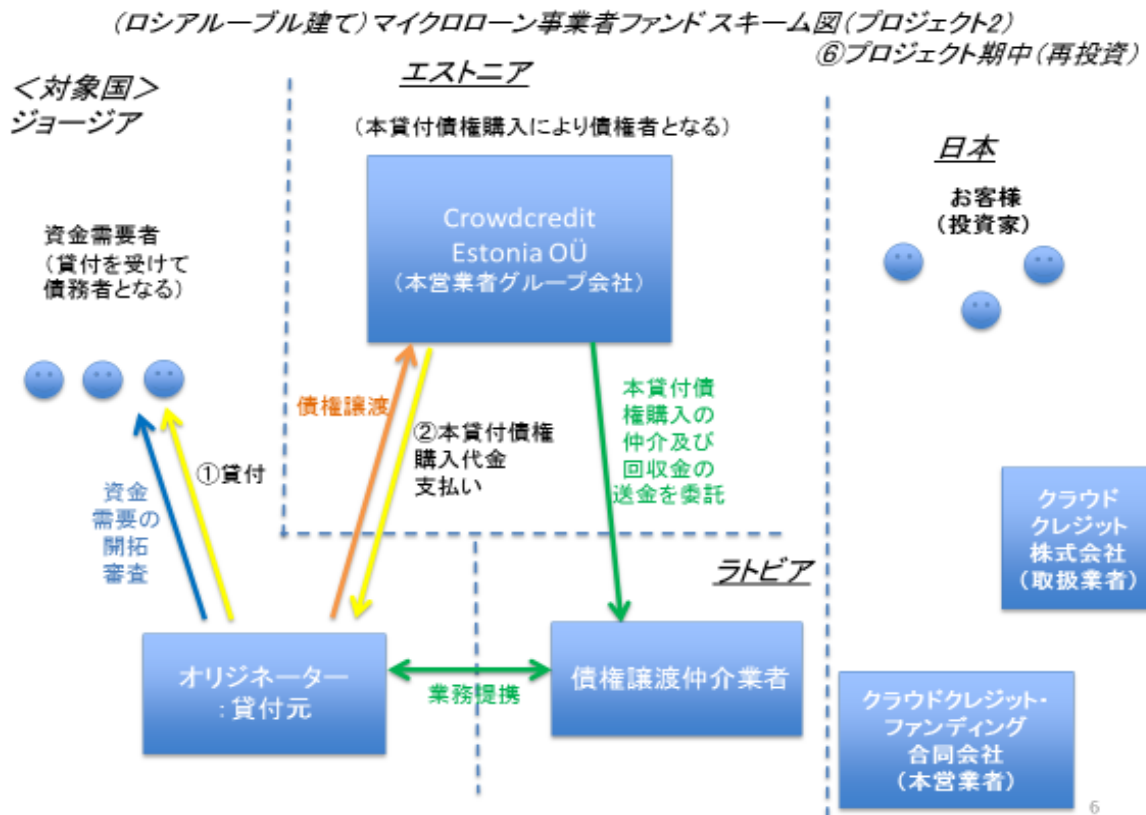 (ロシアルーブル建て)マイクロローン事業者ファンド スキーム図(プロジェクト2)
⑥プロジェクト期中(再投資)
＜対象国＞
ジョージア
エストニア
(本貸付債権購入により債権者となる)
日本
お客様
(投資家)
資金需要者
(貸付を受けて
債務者となる)
Crowdcredit
Estonia OÜ
(本営業者グループ会社)
債権譲渡
②本貸付債権
購入代金
支払い
本貸付債
権購入の
仲介及び
回収金の
送金を委託
①貸付
資金
需要の
開拓
審査
クラウド
クレジット
株式会社
(取扱業者)
ラトビア
オリジネーター
:貸付元
業務提携
債権譲渡仲介業者
クラウドクレジット・
ファンディング
合同会社
(本営業者)
6